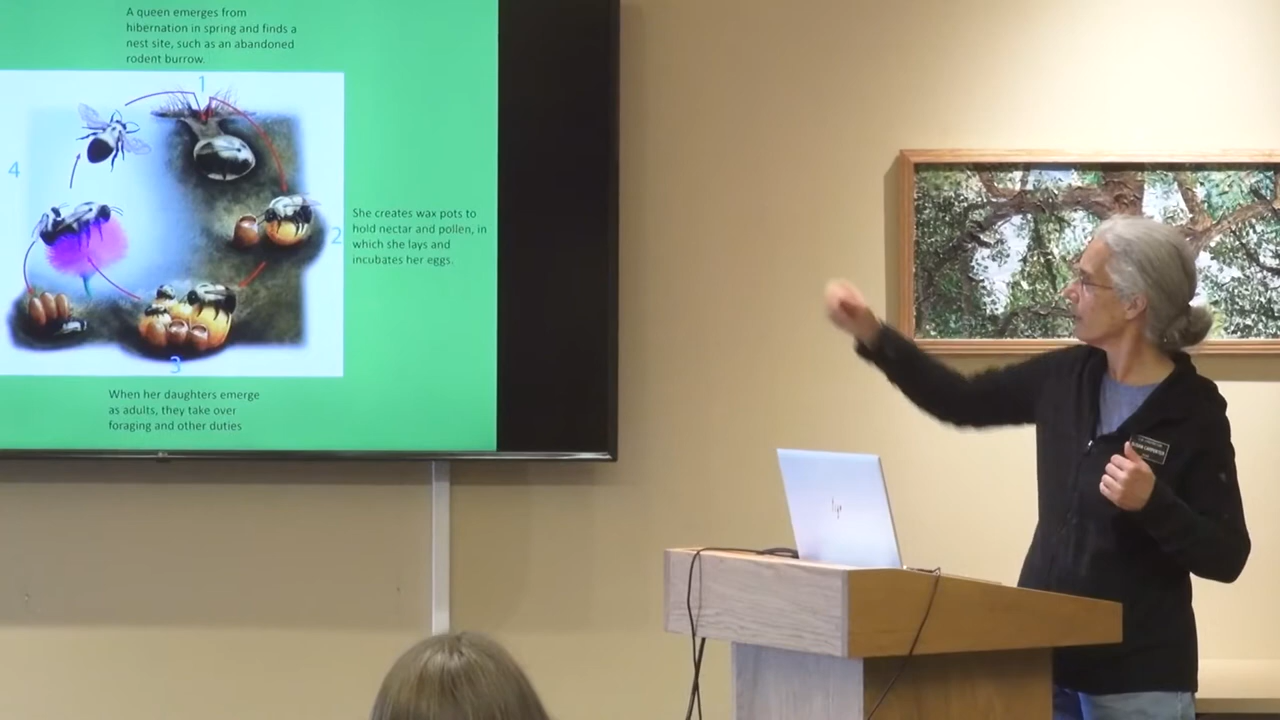 A queen emerges from
hibernation in spring and finds a
nest site, such as an abandoned
rodent burrow.
1
4
She creates wax pots to
hold nectar and pollen, in
2
which she lays and
incubates her eggs.
3
When her daughters emerge
as adults, they take over
foraging and other duties
hp
CARPENTER